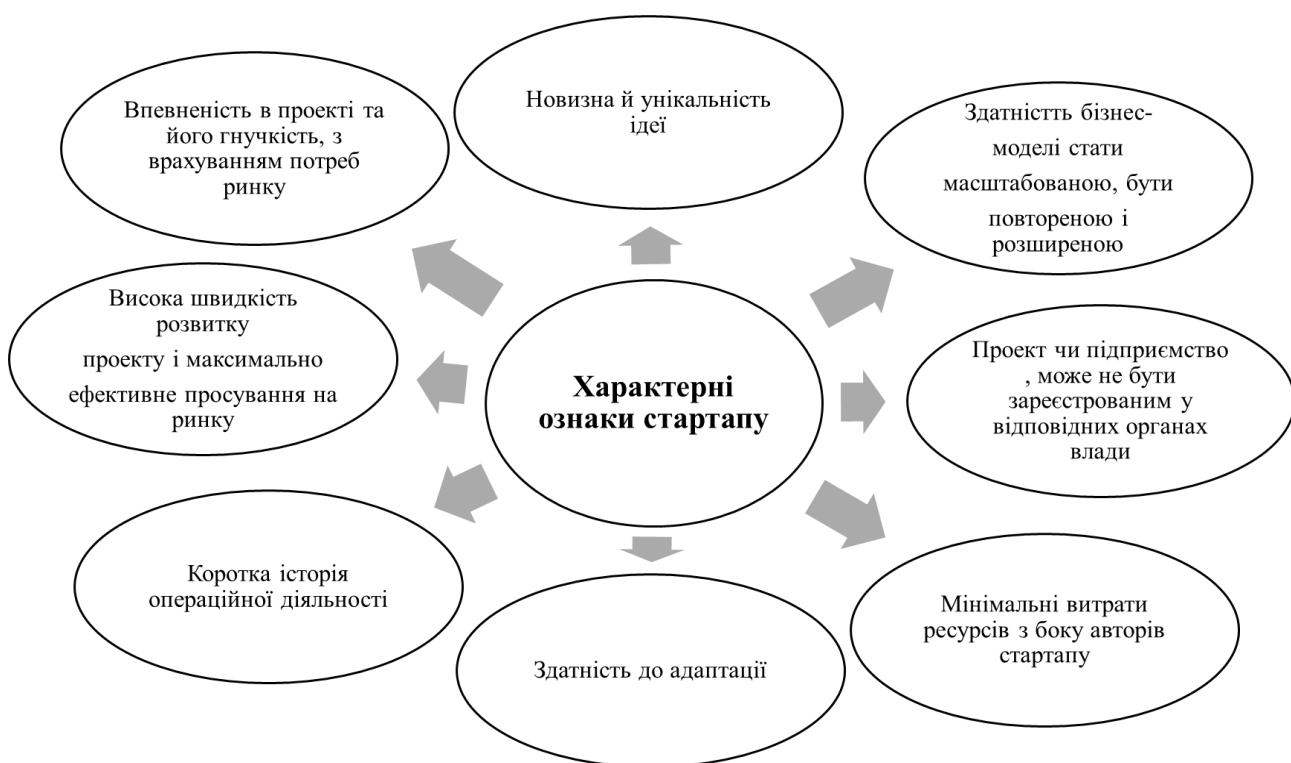 Новизна й унікальність
ідеї
Впевненість в проекті та
його гнучкість, з
врахуванням потреб
ринку
Здатністть бізнес-
моделі стати
масштабованою, бути
повтореною і
розширеною
Висока швидкість
розвитку
проекту і максимально
ефективне просування на
ринку
Характерні
ознаки стартапу
Проект чи підприємство
, може не бути
зареєстрованим у
відповідних органах
влади
Коротка історія
операційної діяльності
Здатність до адаптації
Мінімальні витрати
ресурсів з боку авторів
стартапу